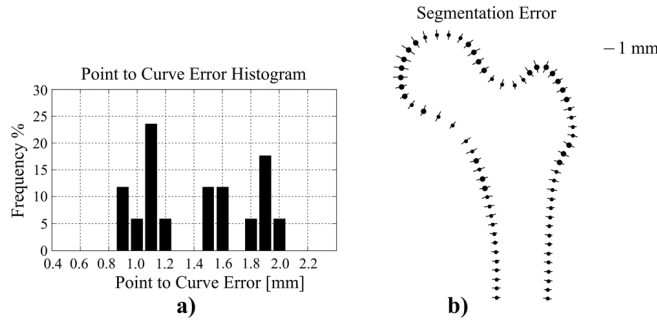 Segmentation Error
– 1 mm
Point to Curve Error Histogram
Frequency %
30
25
20
15
10
5
0
0.4 0.6 0.8 1.0 1.2 1.4 1.6 1.8 2.0 2.2
Point to Curve Error [mm]
a)
b)